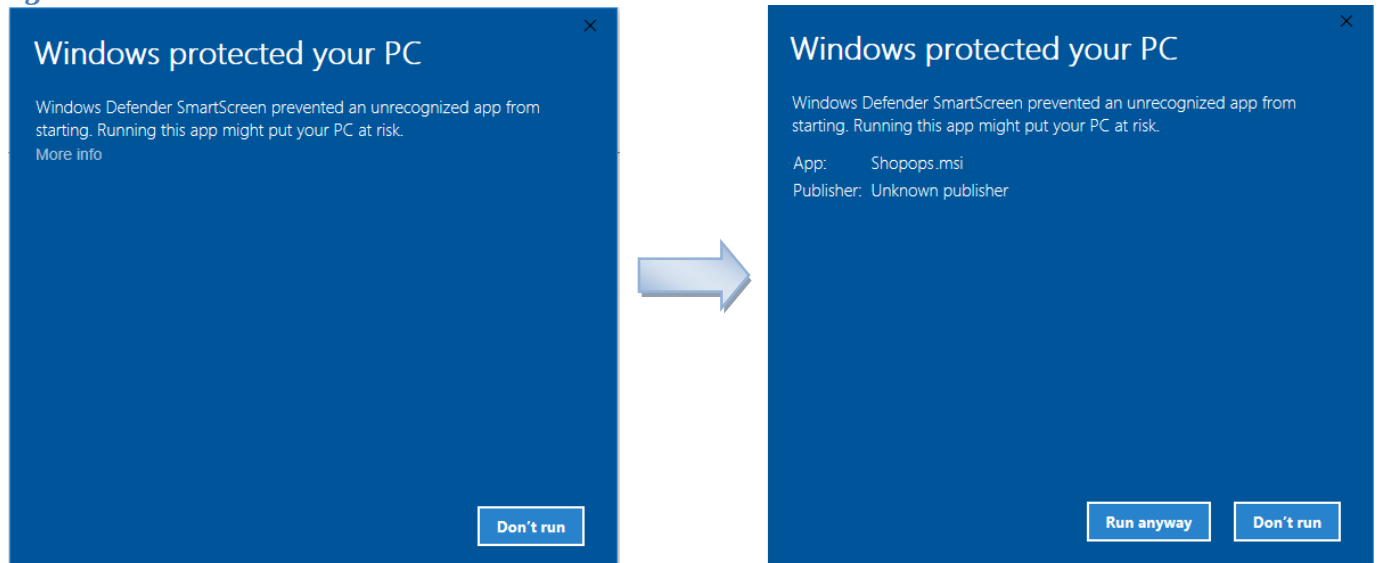 Windows protected your PC
Windows Defender SmartScreen prevented an unrecognized app from
starting. Running this app might put your PC at risk.
More info
Don't run
Windows protected your PC
Windows Defender SmartScreen prevented an unrecognized app from
starting. Running this app might put your PC at risk.
App: Shopops.msi
Publisher: Unknown publisher
Run anyway Don't run